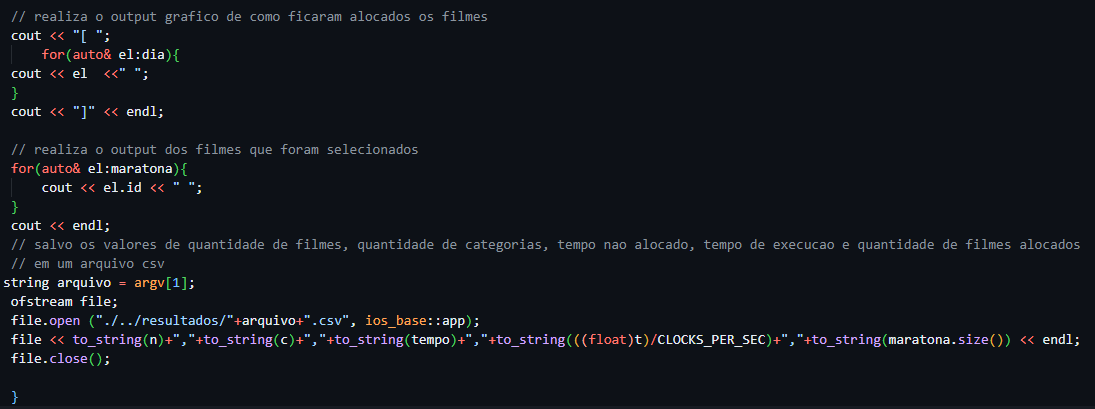 // realiza o output grafico de como ficaram alocados os filmes
cout << "[ ";
for(auto& el:dia){
cout << el  <<" ";
}
cout << "]" << endl;
// realiza o output dos filmes que foram selecionados
for(auto& el:maratona){
cout << el.id << " ";
}
cout << endl;
// salvo os valores de quantidade de filmes, quantidade de categorias, tempo nao alocado, tempo de execucao e quantidade de filmes alocados
// em um arquivo csv
string arquivo = argv[1];
ofstream file;
file.open ("./../resultados/"+arquivo+".csv", ios_base::app);
file << to_string(n)+","+to_string(c)+","+to_string(tempo)+","+to_string(((float)t)/CLOCKS_PER_SEC)+","+to_string(maratona.size()) << endl;
file.close();
}